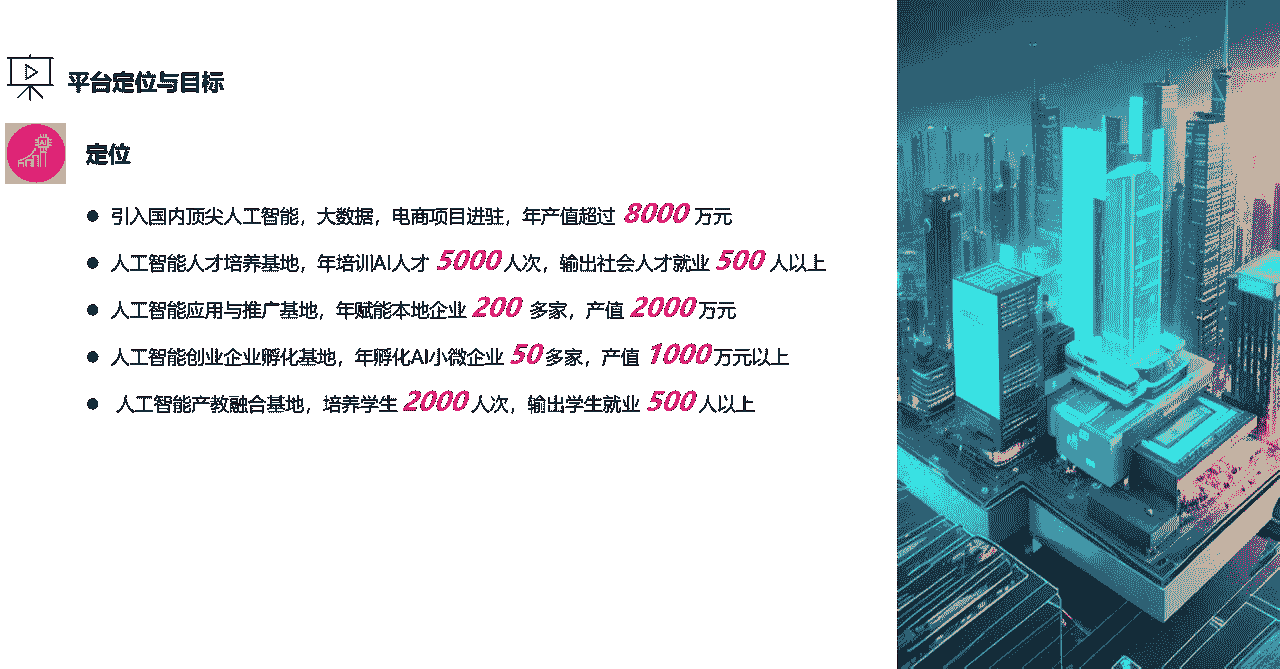 平台定位与目标
定位
● 引入国内顶尖人工智能，大数据，电商项目进驻，年产值超过 8000 万元
● 人工智能人才培养基地，年培训AI人才 5000 人次，输出社会人才就业 500 人以上
● 人工智能应用与推广基地，年赋能本地企业 200 多家，产值 2000 万元
● 人工智能创业企业孵化基地，年孵化AI小微企业 50 多家，产值 1000 万元以上
● 人工智能产教融合基地，培养学生 2000 人次，输出学生就业 500 人以上